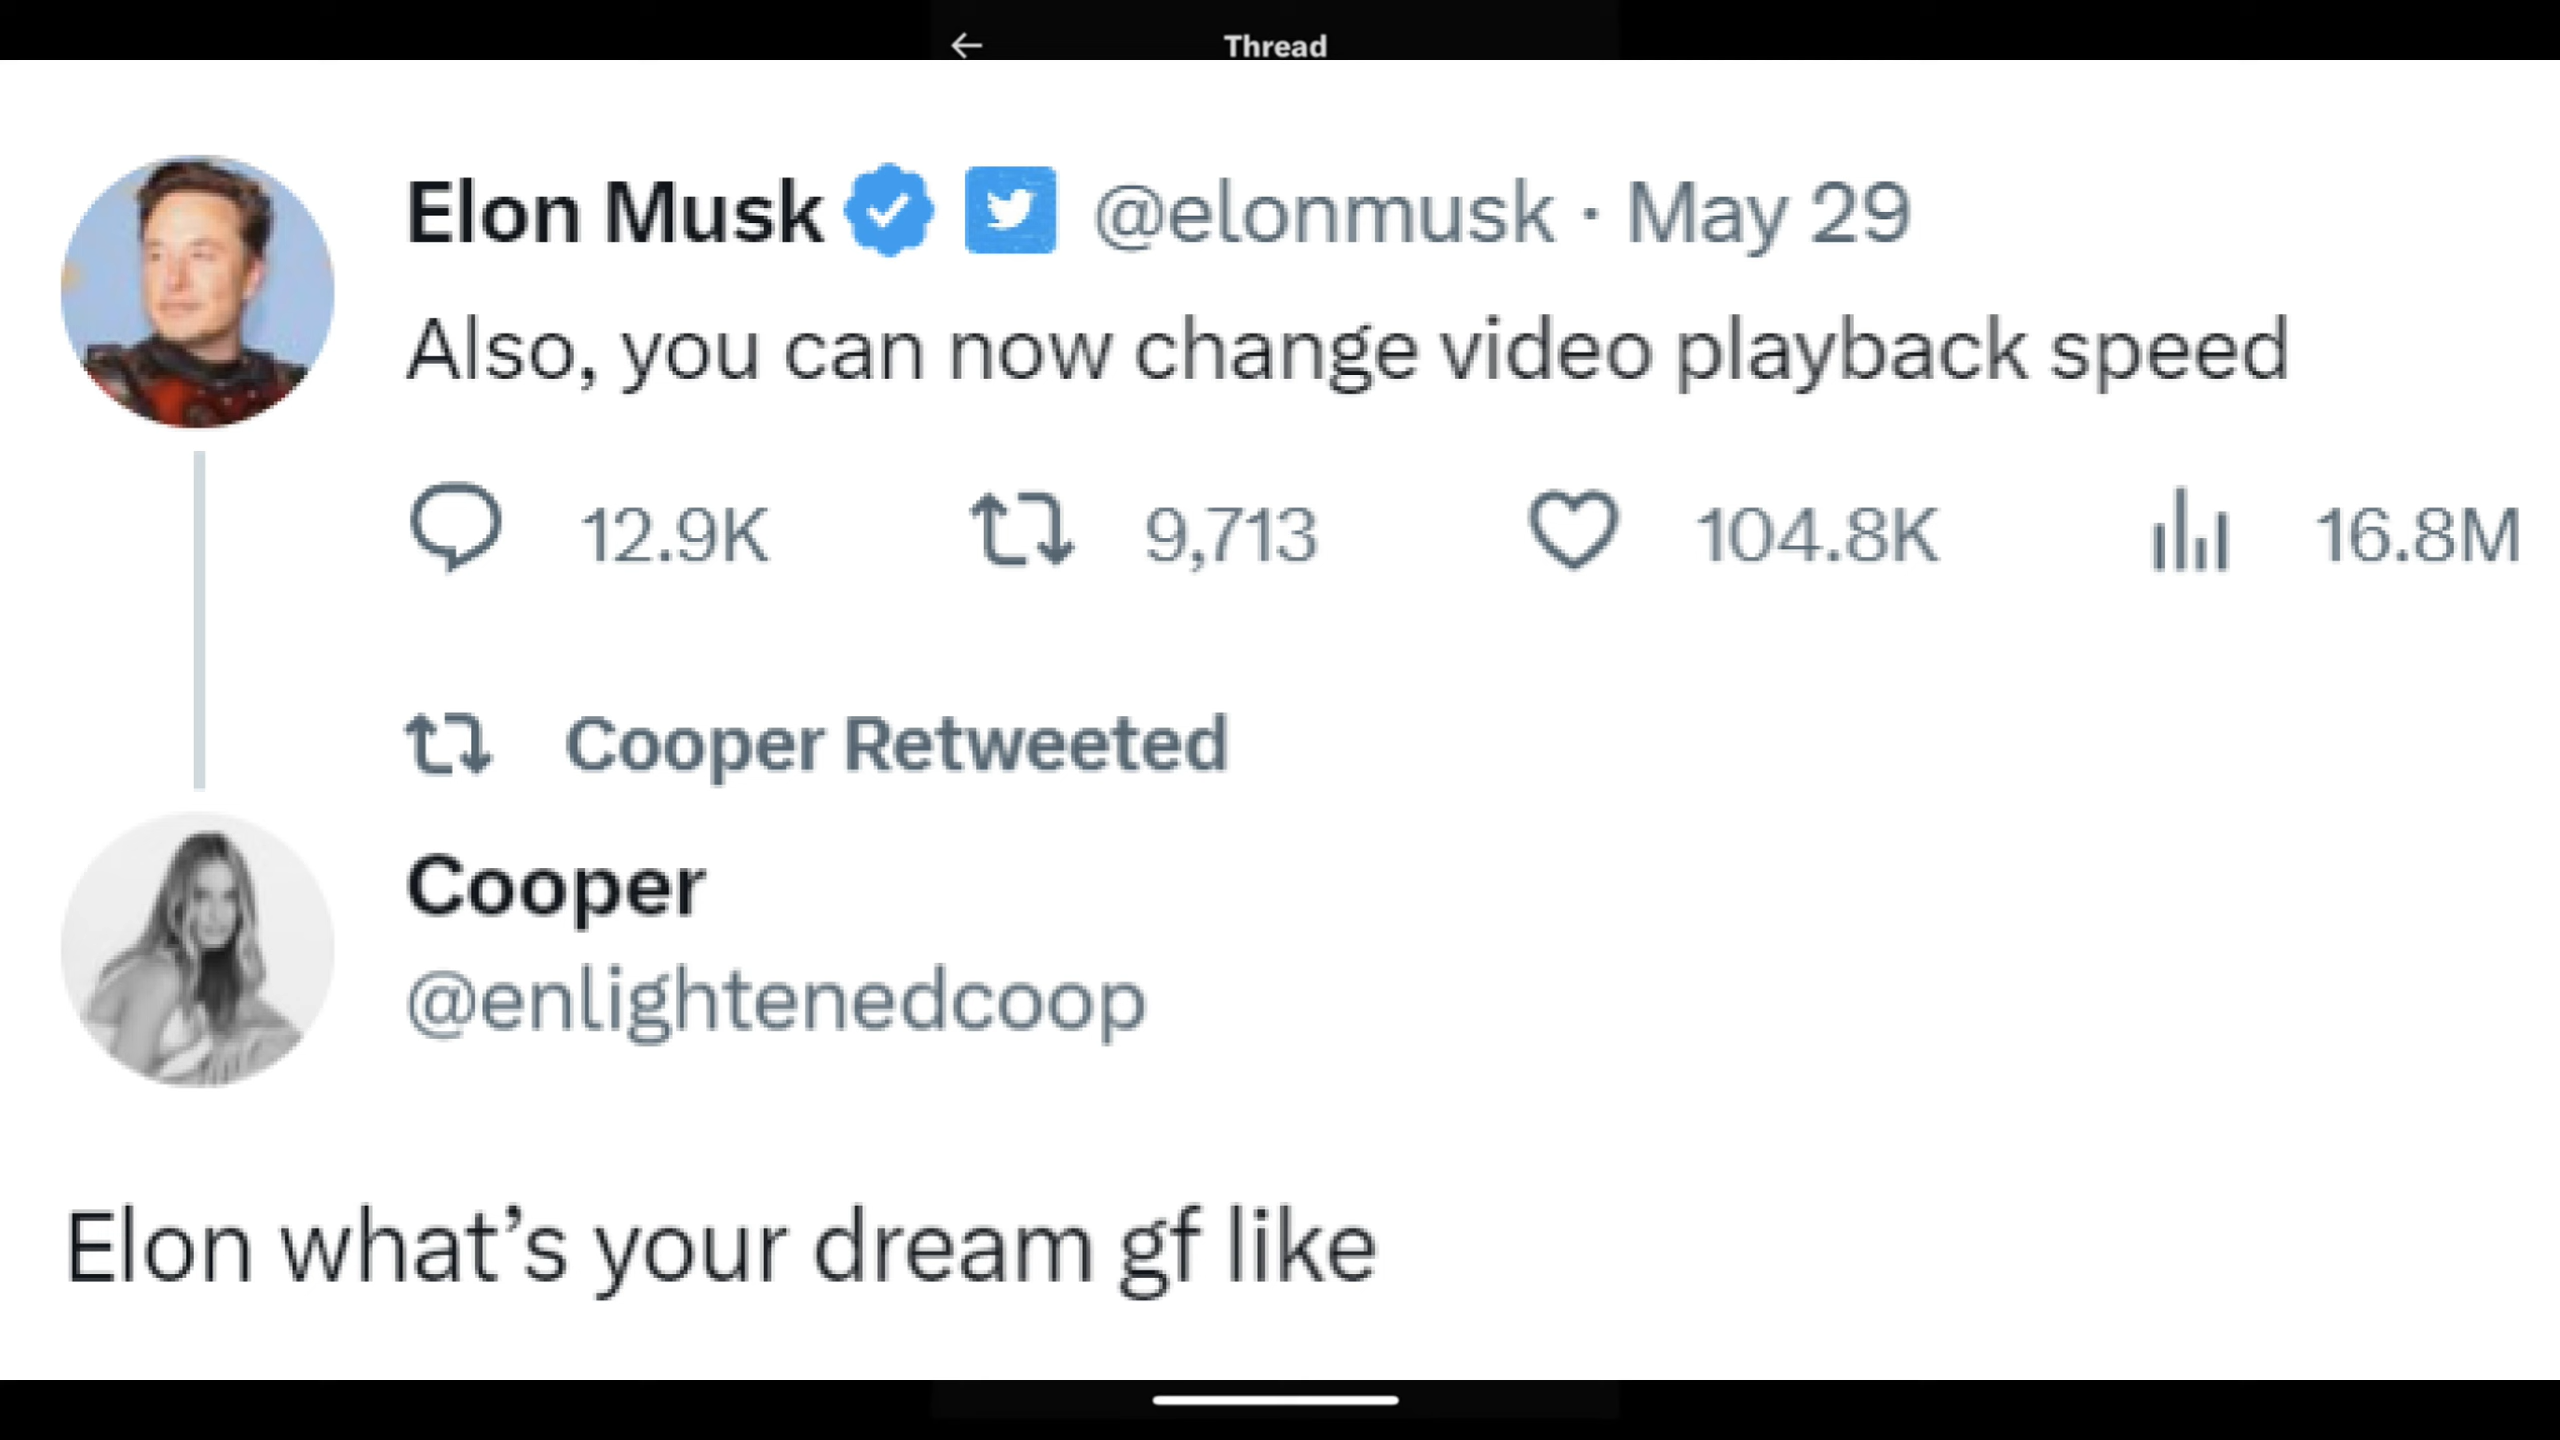 Thread
Elon Musk @elonmusk · May 29
Also, you can now change video playback speed
12.9K 9,713 104.8K 16.8M
Cooper Retweeted
Cooper
@enlightenedcoop
Elon what’s your dream gf like